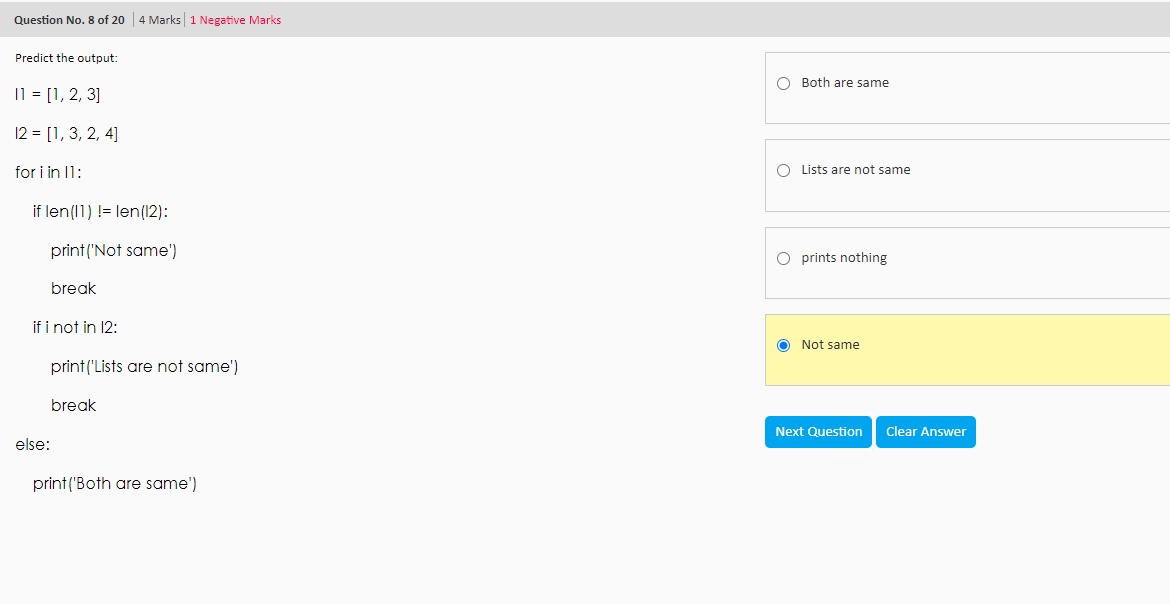 Question No. 8 of 20 | 4 Marks | 1 Negative Marks
Predict the output:
l1 = [1, 2, 3]
l2 = [1, 3, 2, 4]
for i in l1:
if len(l1) != len(l2):
print('Not same')
break
if i not in l2:
print('Lists are not same')
break
else:
print('Both are same')
Both are same
Lists are not same
prints nothing
Not same
Next Question Clear Answer